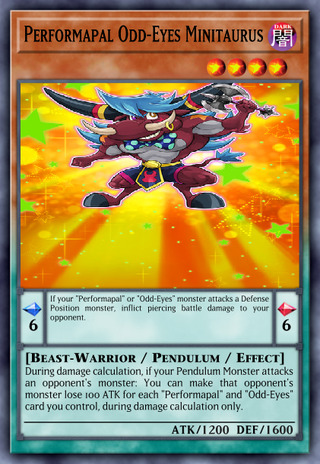 Performapal Odd-Eyes Minitaurus
DARK
闇
If your "Performapal" or "Odd-Eyes" monster attacks a Defense
Position monster, inflict piercing battle damage to your
opponent.
6
6
[Beast-Warrior / Pendulum / Effect]
During damage calculation, if your Pendulum Monster attacks
an opponent's monster: You can make that opponent's
monster lose 100 ATK for each "Performapal" and "Odd-Eyes"
card you control, during damage calculation only.
ATK/1200 DEF/1600